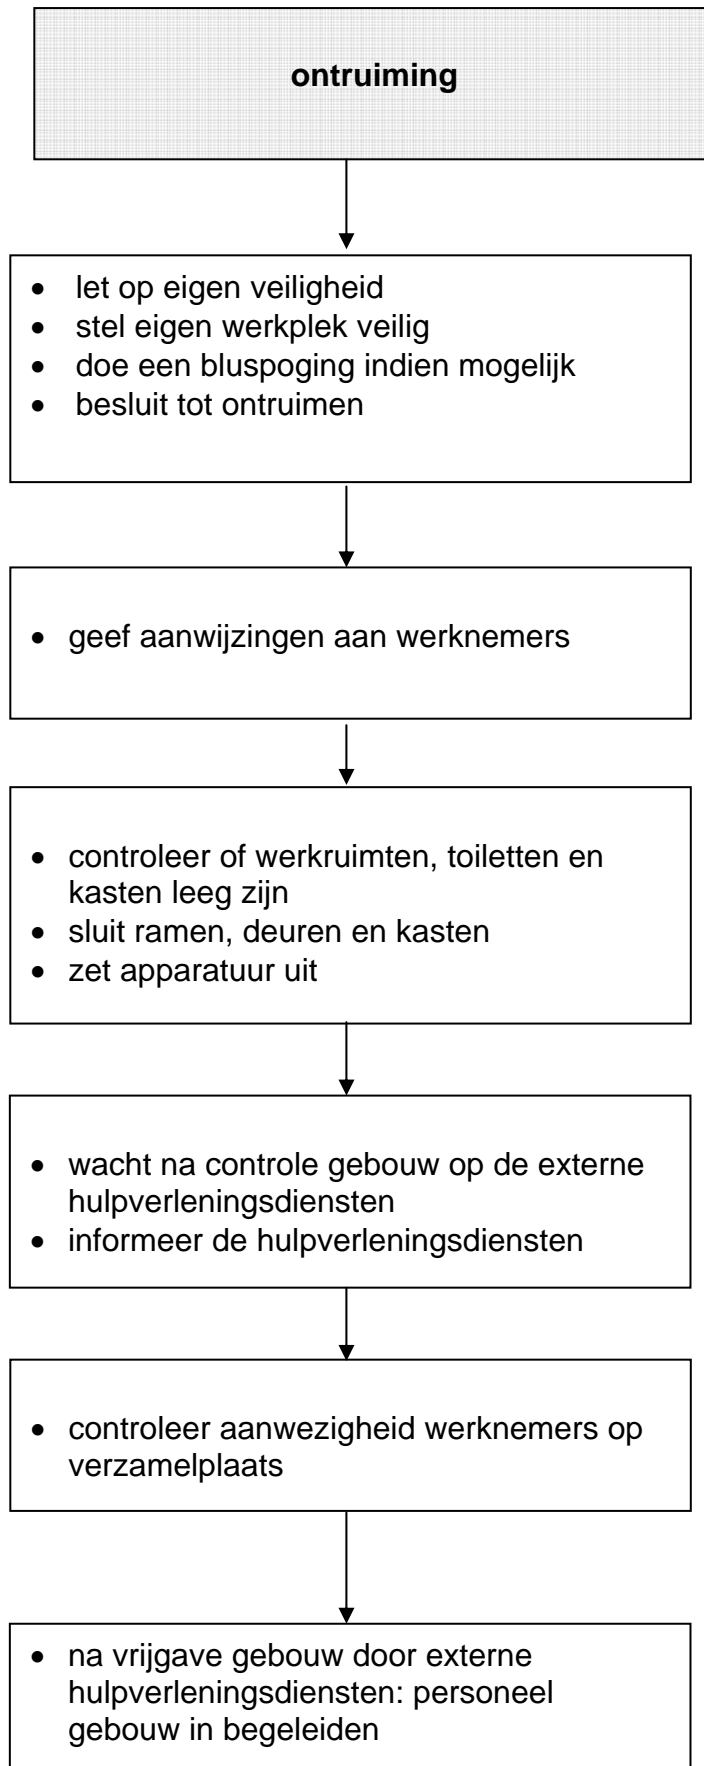 ontruiming
• let op eigen veiligheid
• stel eigen werkplek veilig
• doe een bluspoging indien mogelijk
• besluit tot ontruimen
• geef aanwijzingen aan werknemers
• controleer of werkruimten, toiletten en
kasten leeg zijn
• sluit ramen, deuren en kasten
• zet apparatuur uit
• wacht na controle gebouw op de externe
hulpverleningsdiensten
• informeer de hulpverleningsdiensten
• controleer aanwezigheid werknemers op
verzamelplaats
• na vrijgave gebouw door externe
hulpverleningsdiensten: personeel
gebouw in begeleiden